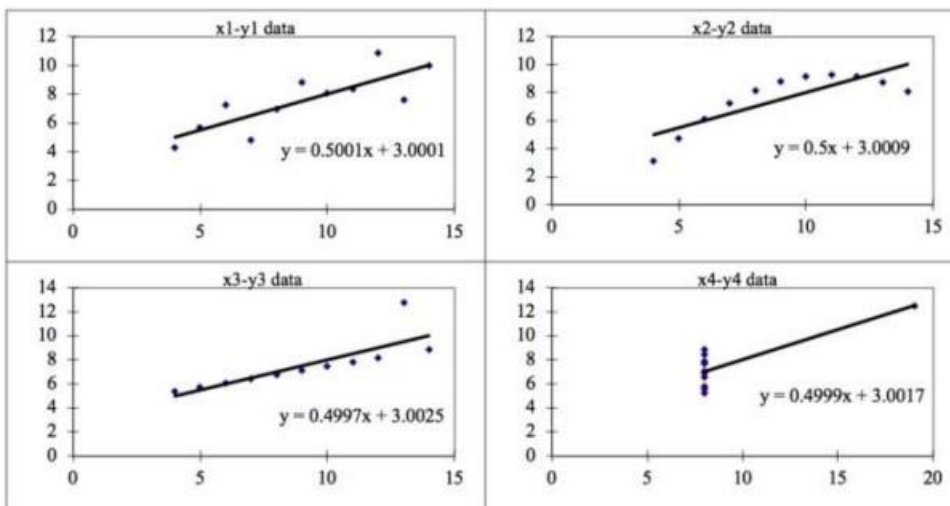 x1-y1 data
12
10
8
6
4
2
0
0 5 10 15
y = 0.5001x + 3.0001
x2-y2 data
12
10
8
6
4
2
0
0 5 10 15
y = 0.5x + 3.0009
x3-y3 data
14
12
10
8
6
4
2
0
0 5 10 15
y = 0.4997x + 3.0025
x4-y4 data
14
12
10
8
6
4
2
0
0 5 10 15 20
y = 0.4999x + 3.0017